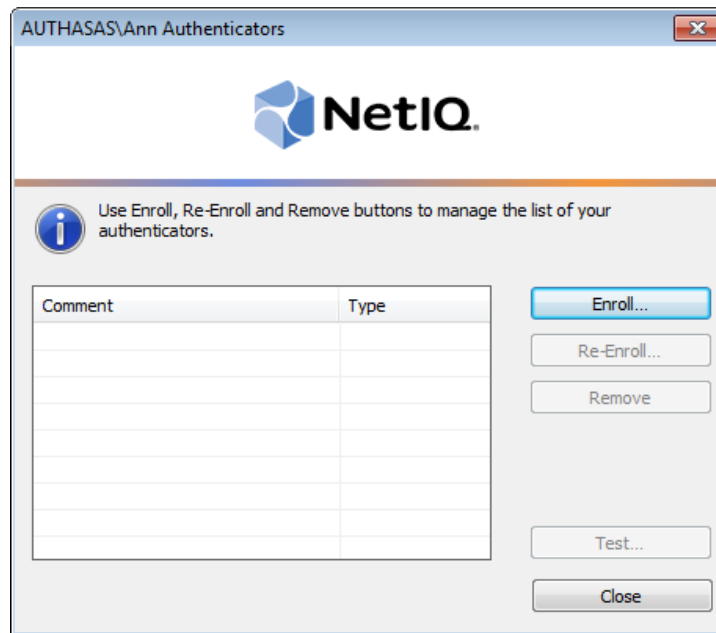 AUTHASAS\Ann Authenticators
NetIQ.
Use Enroll, Re-Enroll and Remove buttons to manage the list of your
authenticators.
Comment Type
Enroll...
Re-Enroll...
Remove
Test...
Close